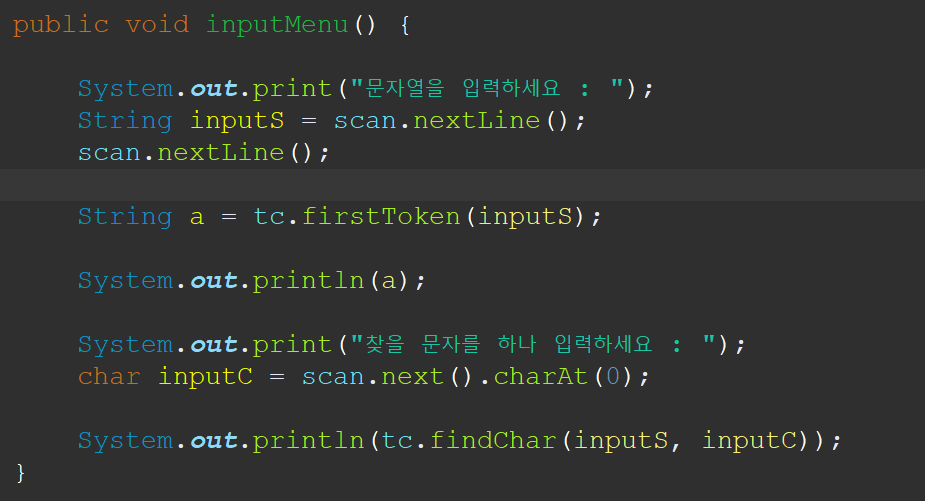 public void inputMenu() {
System.out.print("문자열을 입력하세요 : ");
String inputS = scan.nextLine();
scan.nextLine();
String a = tc.firstToken(inputS);
System.out.println(a);
System.out.print("찾을 문자를 하나 입력하세요 : ");
char inputC = scan.next().charAt(0);
System.out.println(tc.findChar(inputS, inputC));
}